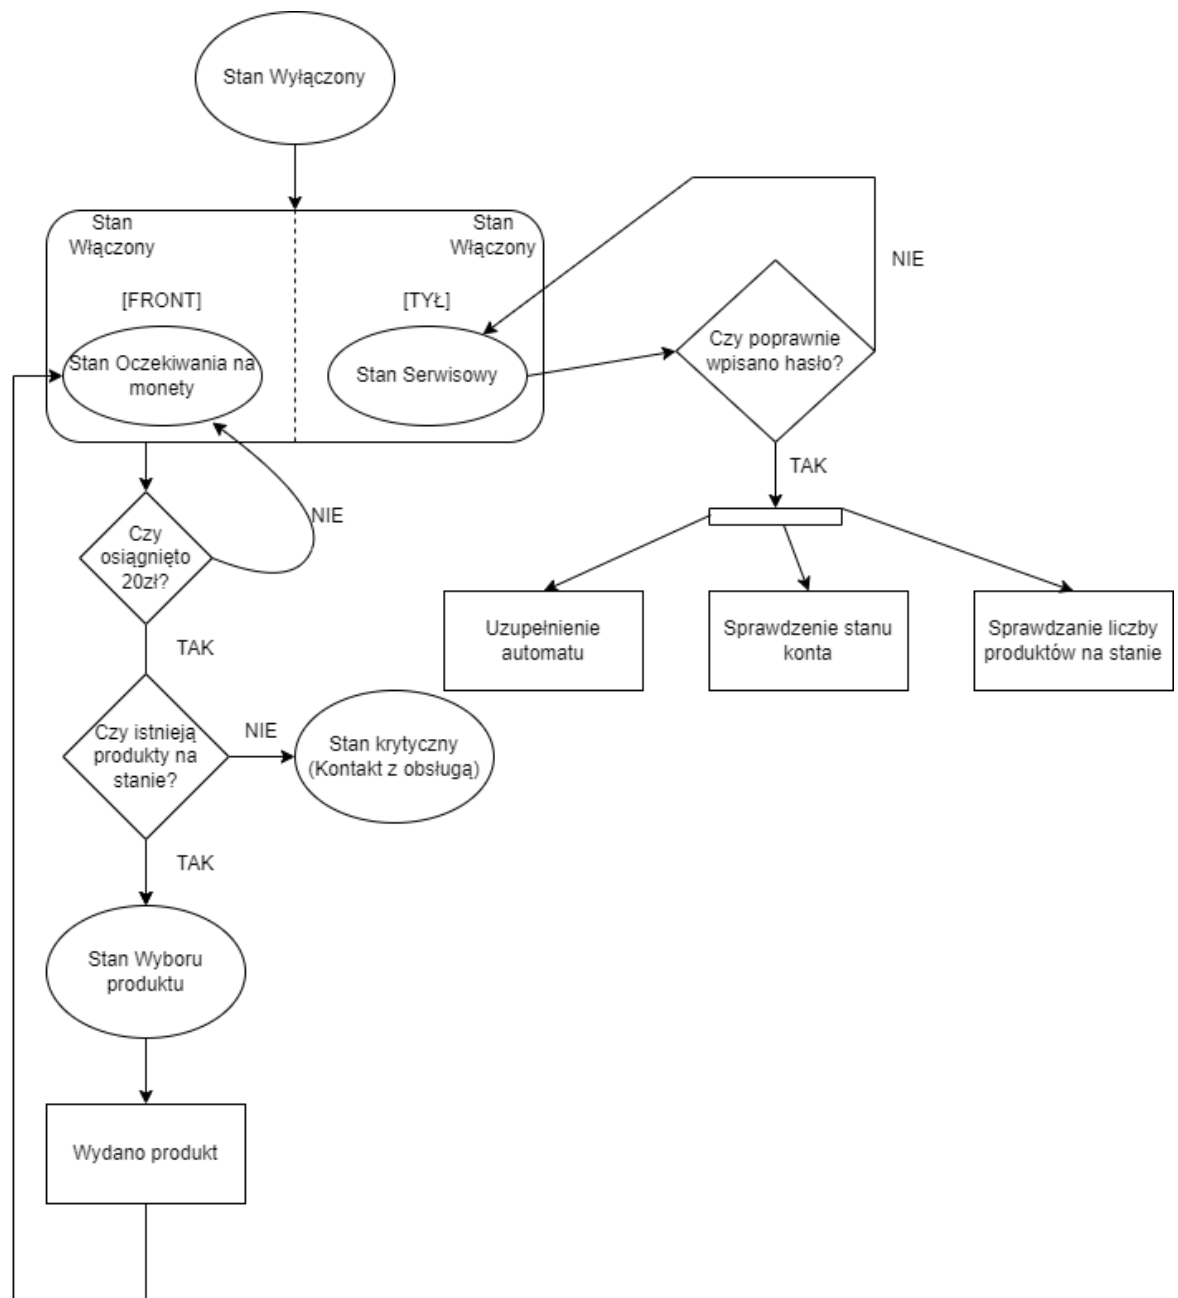 Stan Wyłączony
Stan
Włączony
Stan
Włączony
[FRONT]
[TYŁ]
Stan Oczekiwania na
monety
Stan Serwisowy
Czy poprawnie
wpisano hasło?
NIE
TAK
Czy
osiągnięto
20zł?
NIE
TAK
Uzupełnienie
automatu
Sprawdzenie stanu
konta
Sprawdzanie liczby
produktów na stanie
Czy istnieją
produkty na
stanie?
NIE
Stan krytyczny
(Kontakt z obsługą)
TAK
Stan Wyboru
produktu
Wydano produkt